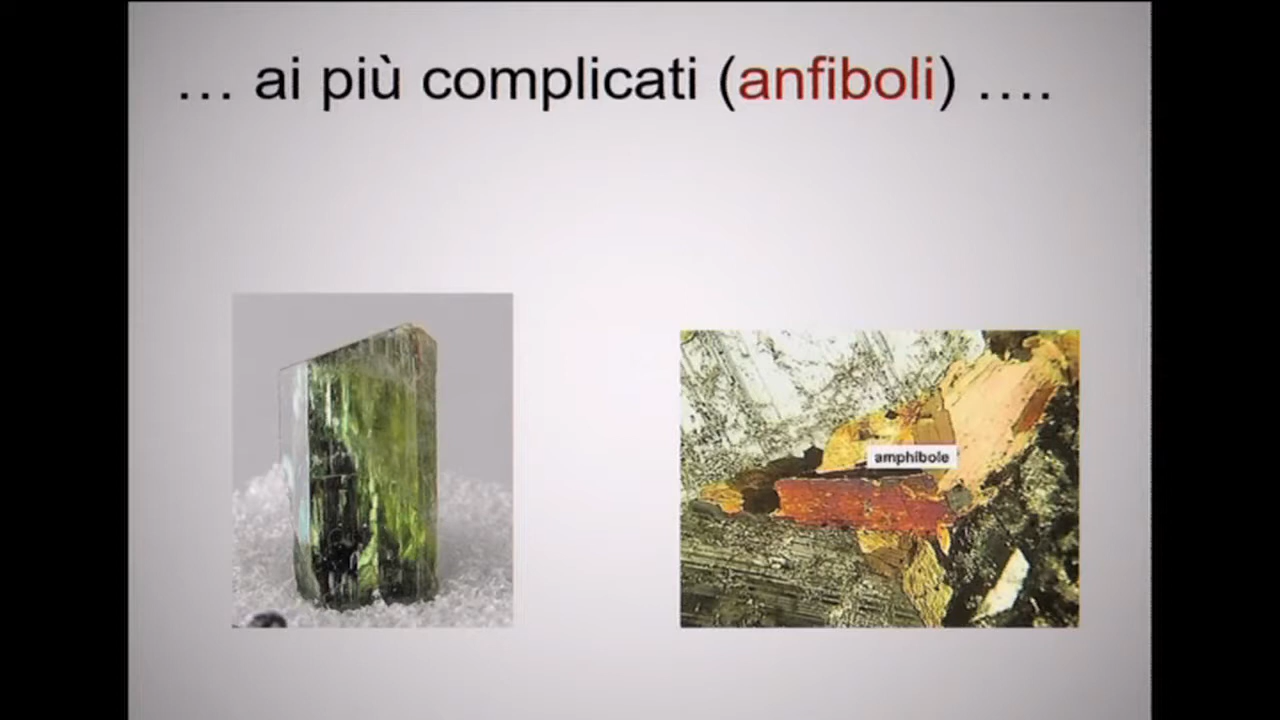 … ai più complicati (anfiboli) ….
amphibole